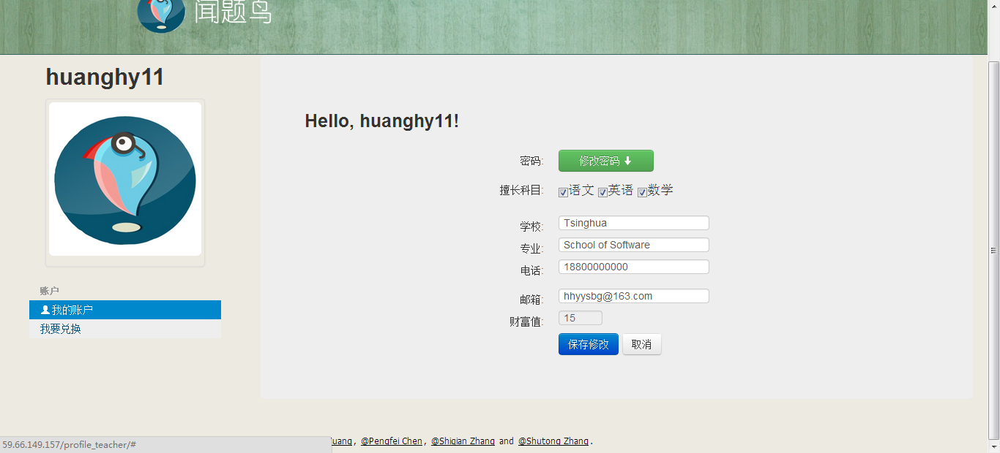 闻题鸟
huanghy11
Hello, huanghy11!
密码: 修改密码
擅长科目: 语文 英语 数学
学校: Tsinghua
专业: School of Software
电话: 18800000000
邮箱: hhyysbg@163.com
财富值: 15
保存修改 取消
账户
我的账户
我要兑换
59.66.149.157/profile_teacher/#
uang, @Pengfei Chen, @Shiqian Zhang and @Shutong Zhang.